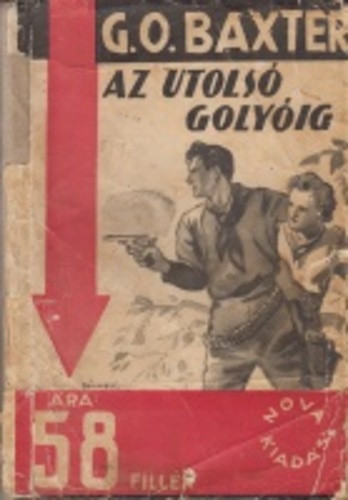 G.O. BAXTER
AZ UTOLSÓ
GOLYÓIG
ÁRA
58
FILLÉR
NOVA
KIADÁS